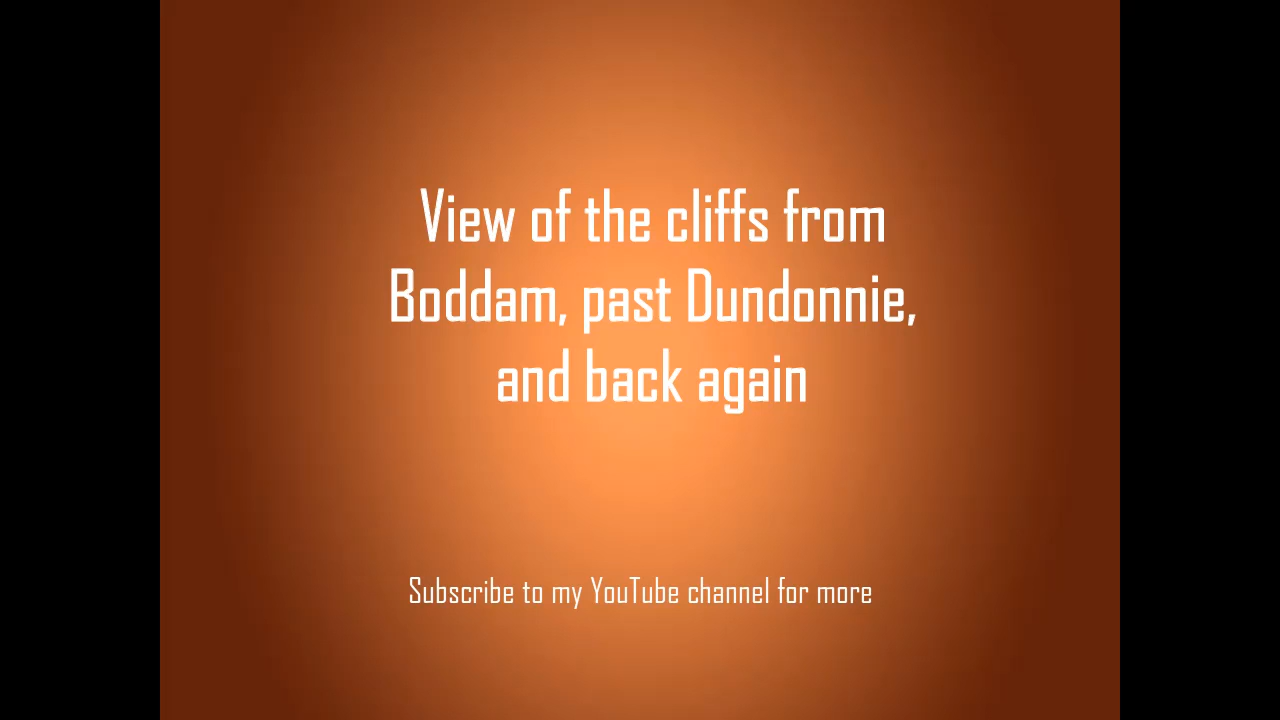 View of the cliffs from
Boddam, past Dundonnie,
and back again
Subscribe to my YouTube channel for more